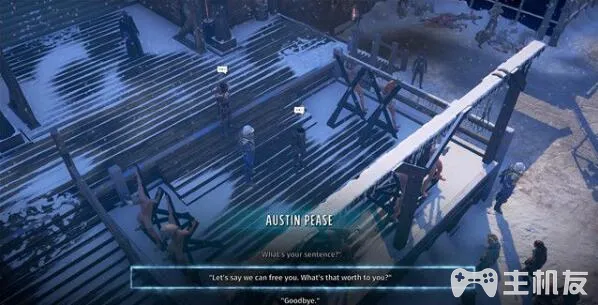 AUSTIN PEASE
"What's your sentence?"
"Let's say we can free you. What's that worth to you?"
"Goodbye."
主机友